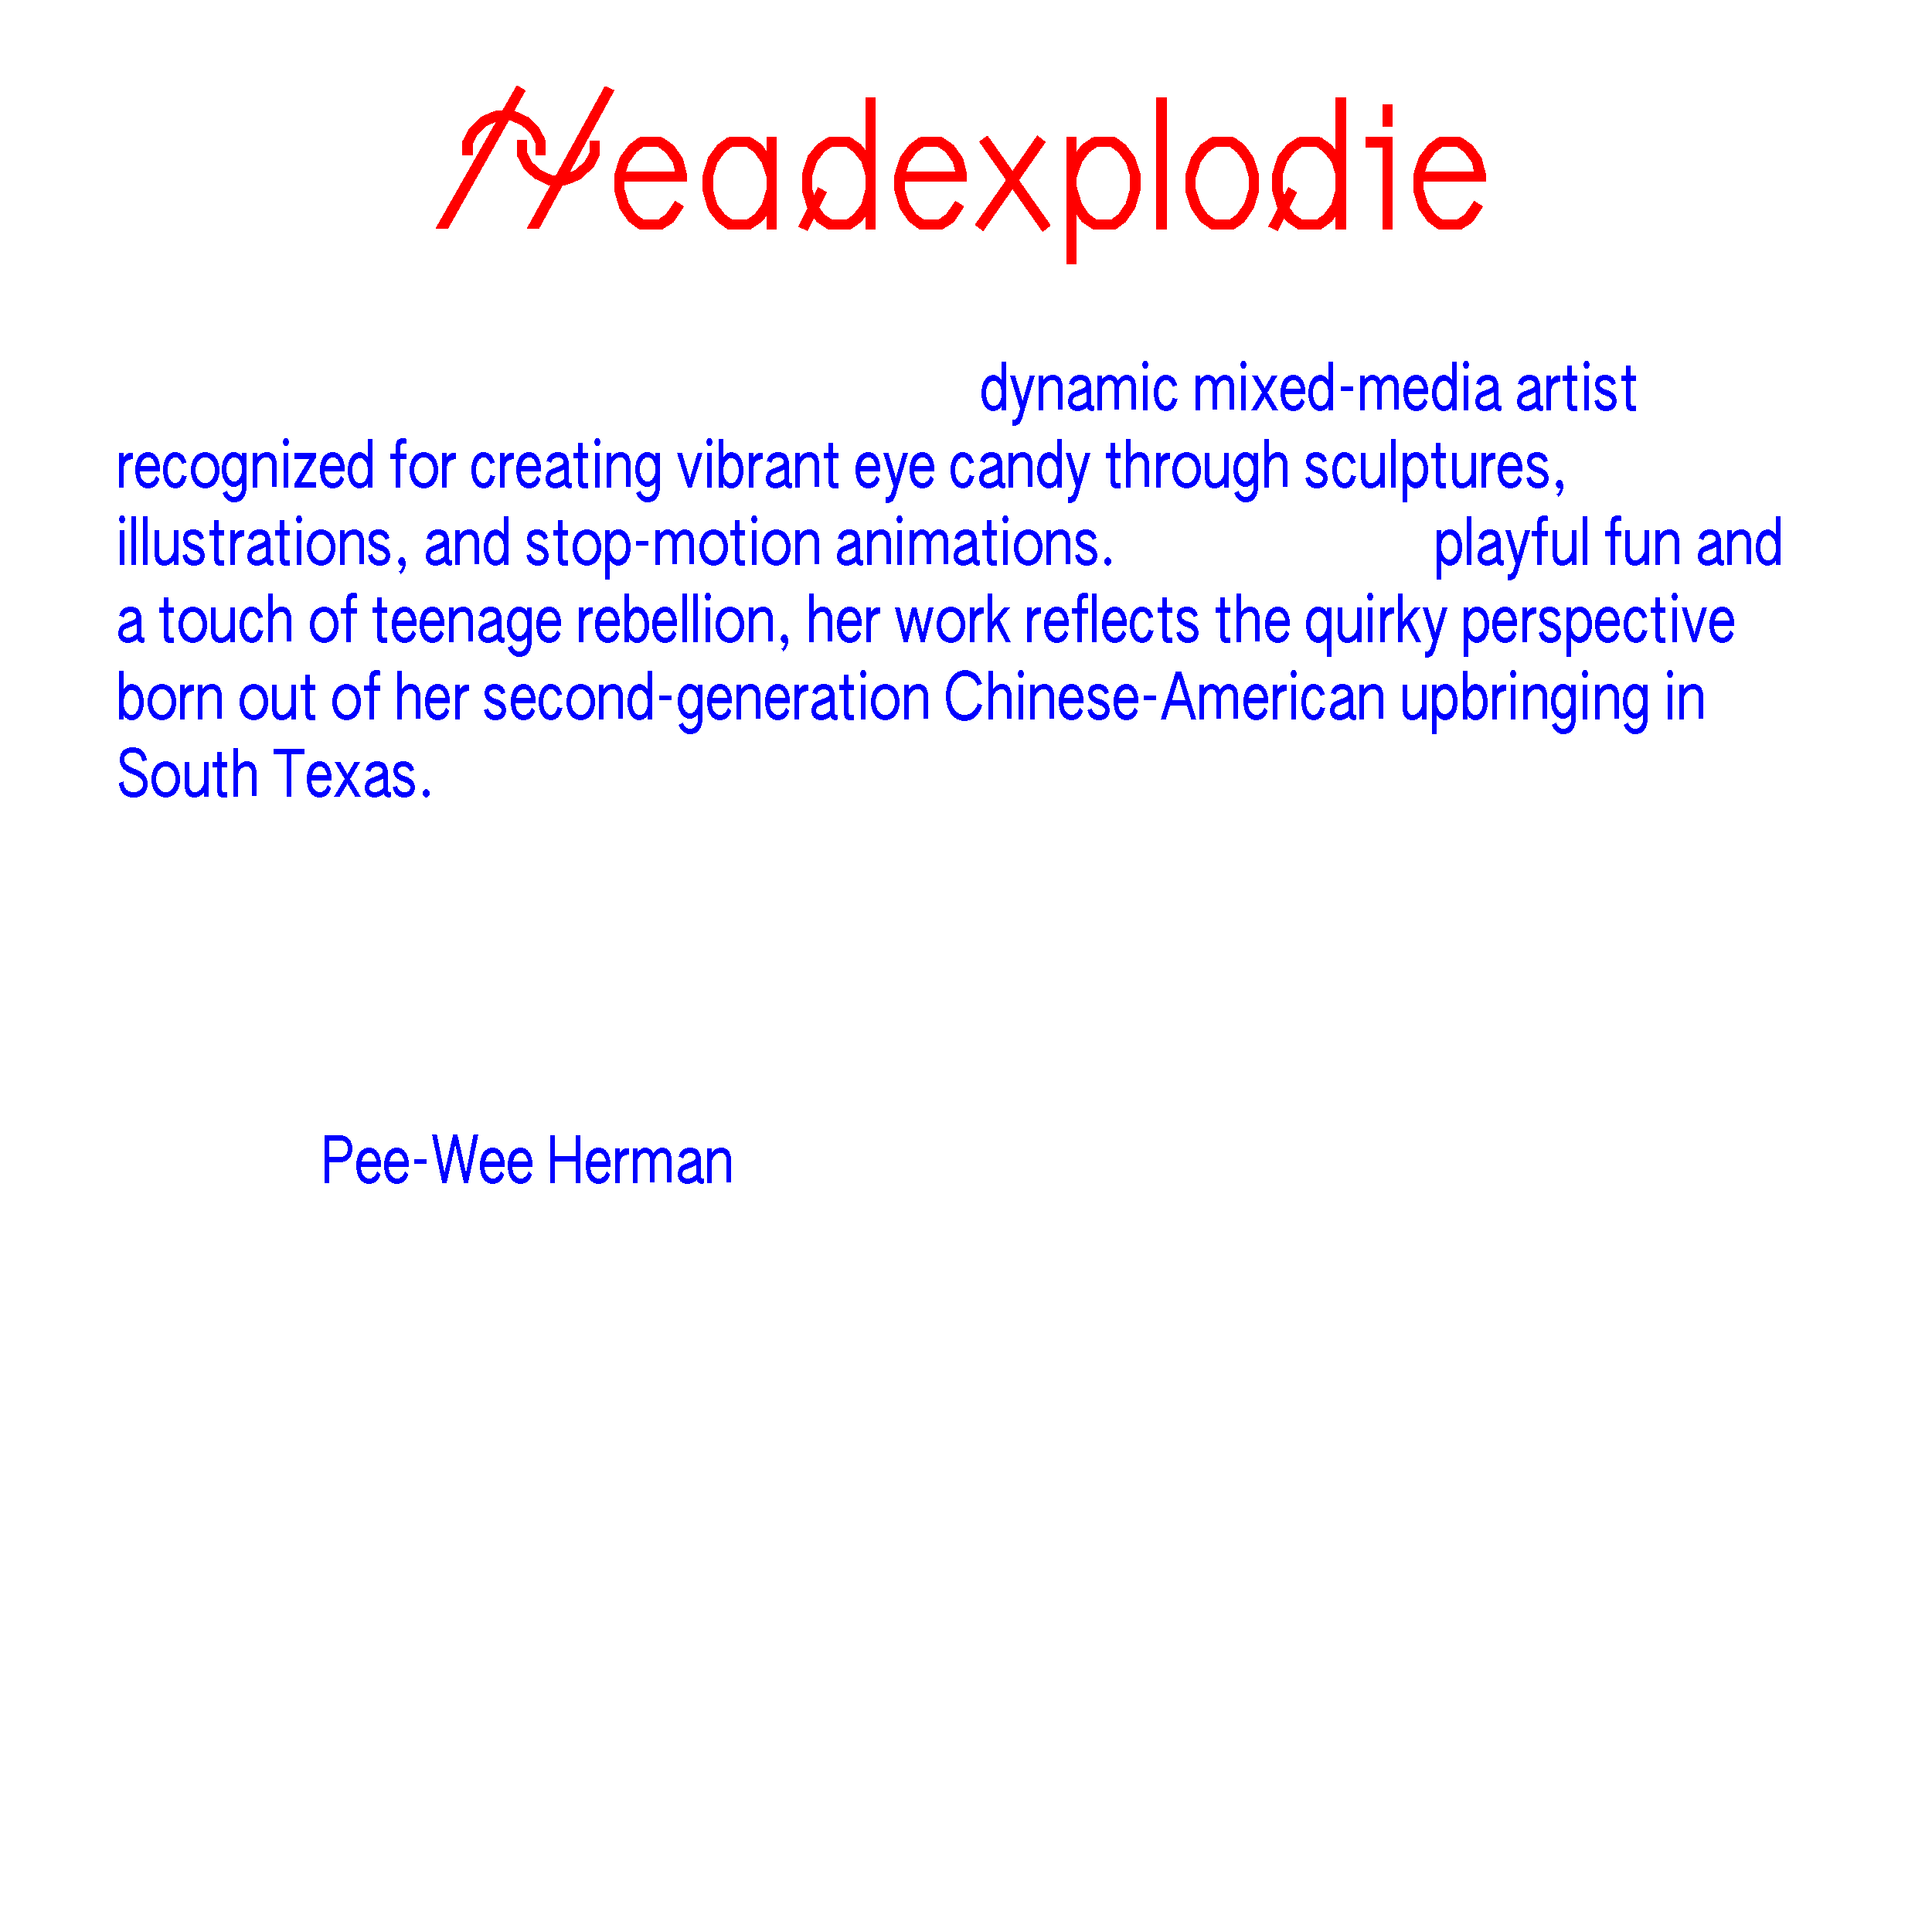 Headexplodie
dynamic mixed-media artist
recognized for creating vibrant eye candy through sculptures,
illustrations, and stop-motion animations. playful fun and
a touch of teenage rebellion, her work reflects the quirky perspective
born out of her second-generation Chinese-American upbringing in
South Texas.
Pee-Wee Herman